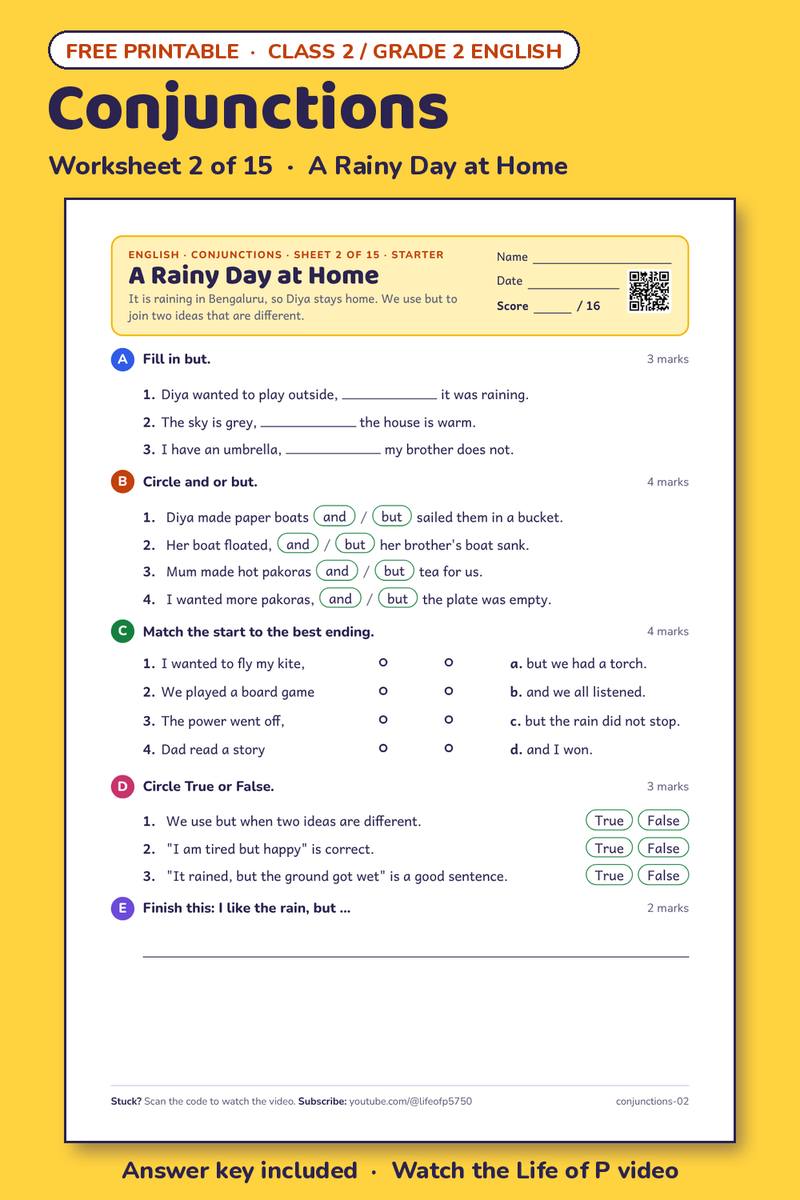 FREE PRINTABLE · CLASS 2 / GRADE 2 ENGLISH
Conjunctions
Worksheet 2 of 15 · A Rainy Day at Home
ENGLISH · CONJUNCTIONS · SHEET 2 OF 15 · STARTER
A Rainy Day at Home
It is raining in Bengaluru, so Diya stays home. We use but to
join two ideas that are different.
Name ____________________
Date ______________
Score ______ / 16
A Fill in but. 3 marks
1. Diya wanted to play outside, ____________ it was raining.
2. The sky is grey, ____________ the house is warm.
3. I have an umbrella, ____________ my brother does not.
B Circle and or but. 4 marks
1. Diya made paper boats and / but sailed them in a bucket.
2. Her boat floated, and / but her brother's boat sank.
3. Mum made hot pakoras and / but tea for us.
4. I wanted more pakoras, and / but the plate was empty.
C Match the start to the best ending. 4 marks
1. I wanted to fly my kite, a. but we had a torch.
2. We played a board game b. and we all listened.
3. The power went off, c. but the rain did not stop.
4. Dad read a story d. and I won.
D Circle True or False. 3 marks
1. We use but when two ideas are different. True False
2. "I am tired but happy" is correct. True False
3. "It rained, but the ground got wet" is a good sentence. True False
E Finish this: I like the rain, but ... 2 marks
Stuck? Scan the code to watch the video. Subscribe: youtube.com/@lifeofp5750 conjunctions-02
Answer key included · Watch the Life of P video